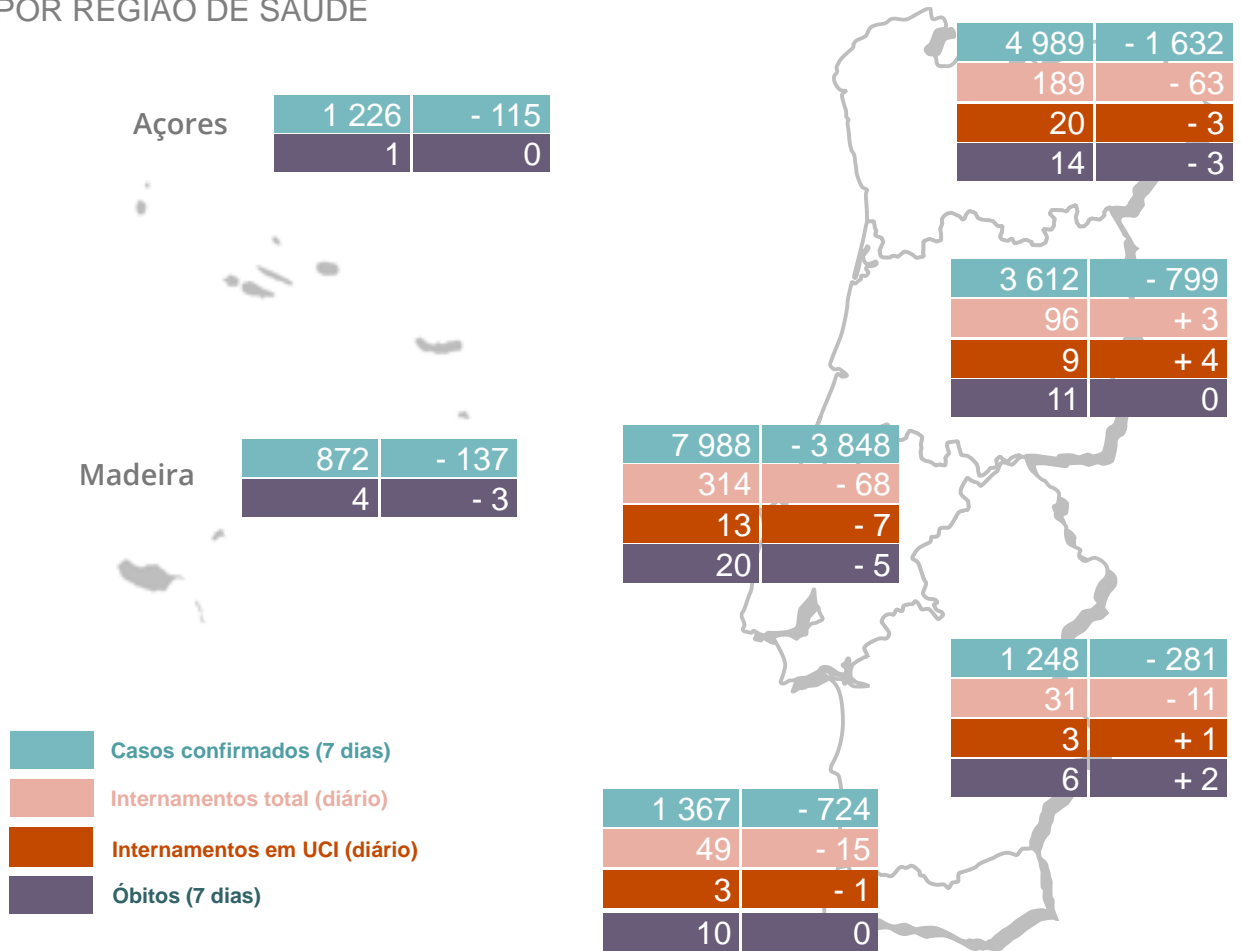 POR REGIÃO DE SAÚDE
4 989 - 1 632
189 - 63
20 - 3
14 - 3
Açores
1 226 - 115
1 0
3 612 - 799
96 + 3
9 + 4
11 0
7 988 - 3 848
314 - 68
13 - 7
20 - 5
Madeira
872 - 137
4 - 3
1 248 - 281
31 - 11
3 + 1
6 + 2
1 367 - 724
49 - 15
3 - 1
10 0
Casos confirmados (7 dias)
Internamentos total (diário)
Internamentos em UCI (diário)
Óbitos (7 dias)